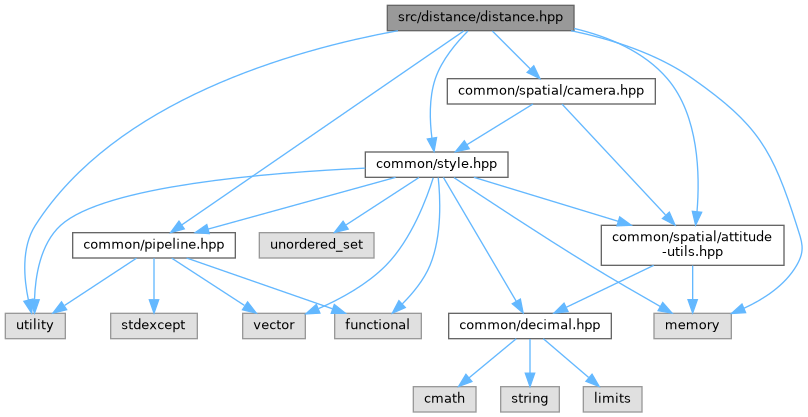 src/distance/distance.hpp
common/spatial/camera.hpp
common/style.hpp
common/pipeline.hpp
unordered_set
common/spatial/attitude
-utils.hpp
utility
stdexcept
vector
functional
common/decimal.hpp
memory
cmath
string
limits